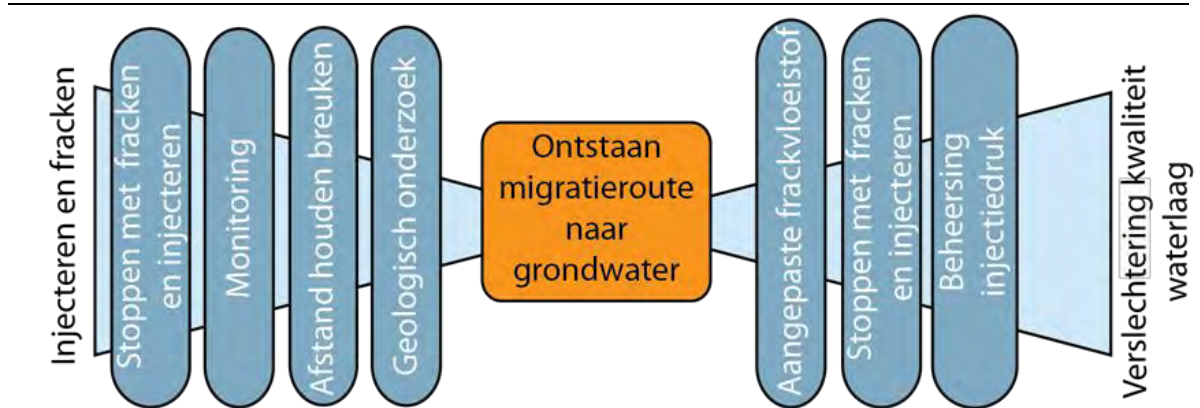 Injecteren en fracken
Stoppen met fracken
en injecteren
Monitoring
Afstand houden breuken
Geologisch onderzoek
Ontstaan
migratieroute
naar
grondwater
Aangepaste frackvloeistof
Stoppen met fracken
en injecteren
Beheersing
injectiedruk
Verslechtering kwaliteit
waterlaag